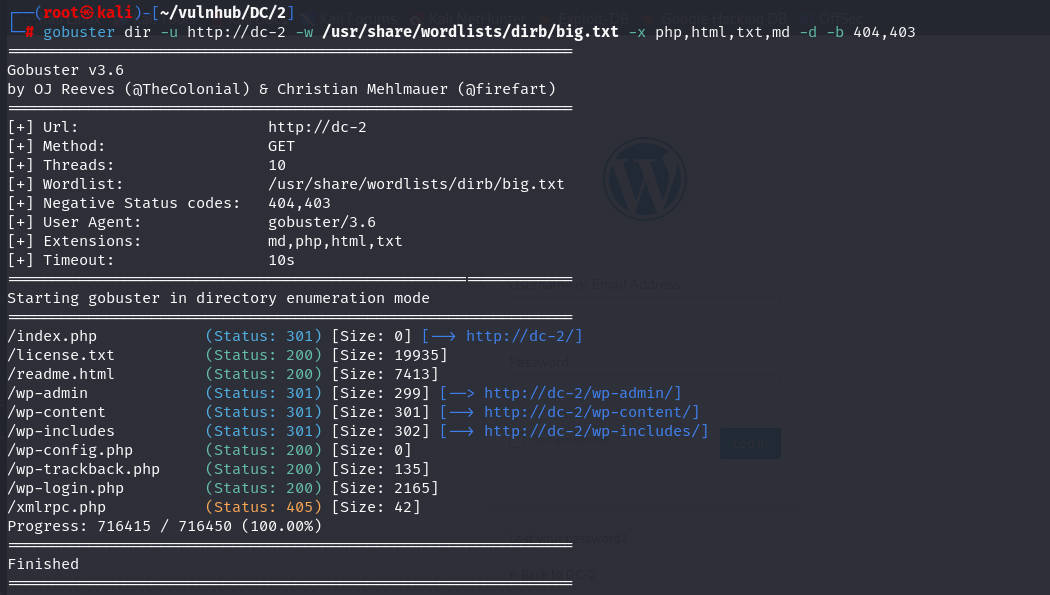 ┌──(root㉿kali)-[~/vulnhub/DC/2]
└─# gobuster dir -u http://dc-2 -w /usr/share/wordlists/dirb/big.txt -x php,html,txt,md -d -b 404,403
===============================================================
Gobuster v3.6
by OJ Reeves (@TheColonial) & Christian Mehlmauer (@firefart)
===============================================================
[+] Url:                     http://dc-2
[+] Method:                  GET
[+] Threads:                 10
[+] Wordlist:                /usr/share/wordlists/dirb/big.txt
[+] Negative Status codes:   404,403
[+] User Agent:              gobuster/3.6
[+] Extensions:              md,php,html,txt
[+] Timeout:                 10s
===============================================================
Email Address
Starting gobuster in directory enumeration mode
===============================================================
/index.php            (Status: 301) [Size: 0] [--> http://dc-2/]
/license.txt          (Status: 200) [Size: 19935]
Password
/readme.html          (Status: 200) [Size: 7413]
/wp-admin             (Status: 301) [Size: 299] [--> http://dc-2/wp-admin/]
/wp-content           (Status: 301) [Size: 301] [--> http://dc-2/wp-content/]
/wp-includes          (Status: 301) [Size: 302] [--> http://dc-2/wp-includes/]
Log In
/wp-config.php        (Status: 200) [Size: 0]
/wp-trackback.php     (Status: 200) [Size: 135]
/wp-login.php         (Status: 200) [Size: 2165]
/xmlrpc.php           (Status: 405) [Size: 42]
Progress: 716415 / 716450 (100.00%)
===============================================================
Finished
===============================================================